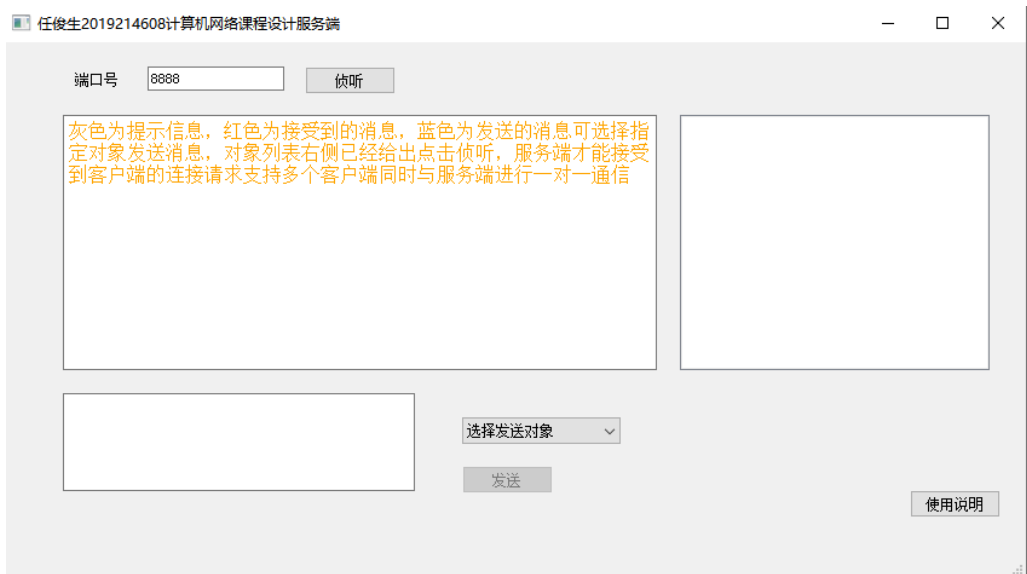 任俊生2019214608计算机网络课程设计服务端
端口号 8888 侦听
灰色为提示信息，红色为接受到的消息，蓝色为发送的消息可选择指
定对象发送消息，对象列表右侧已经给出点击侦听，服务端才能接受
到客户端的连接请求支持多个客户端同时与服务端进行一对一通信
选择发送对象
发送
使用说明